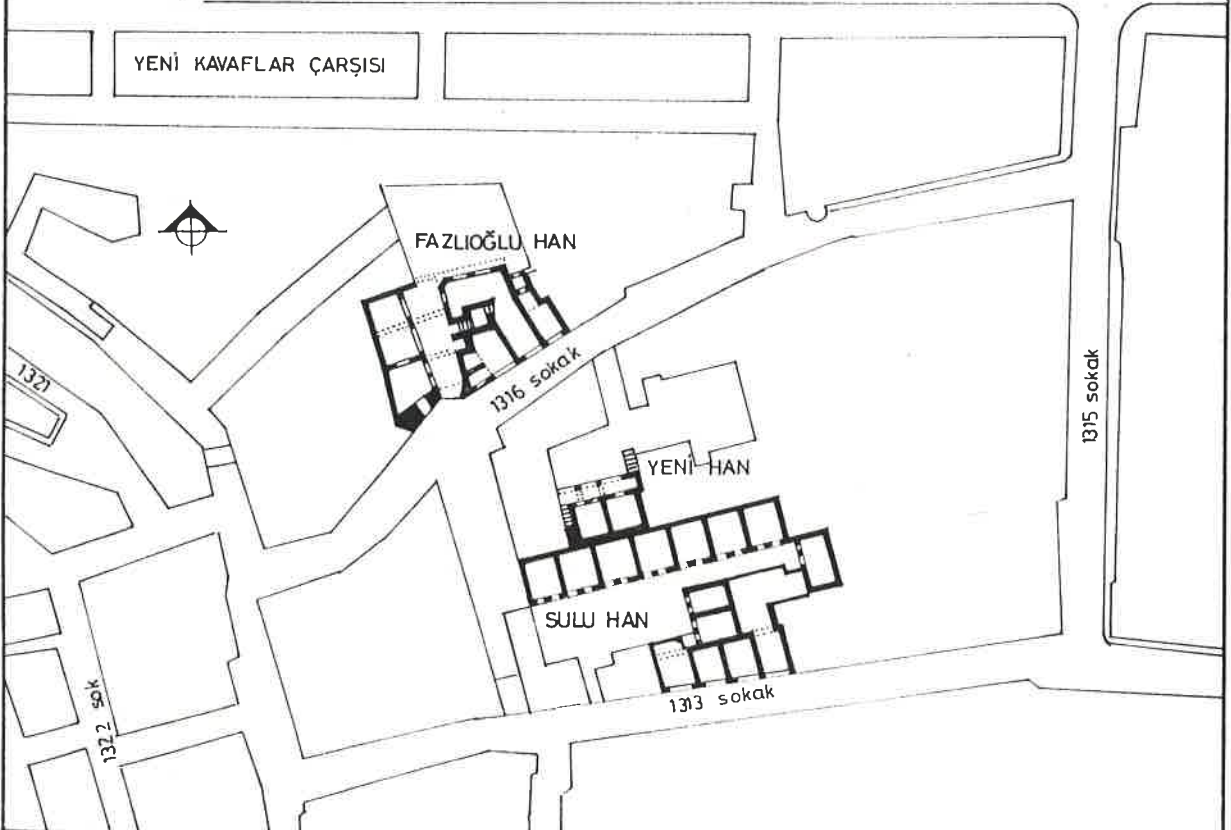 YENİ KAVAFLAR ÇARŞISI
FAZLIOĞLU HAN
1321
1316 sokak
1315 sokak
YENİ HAN
SULU HAN
1322 sok
1313 sokak